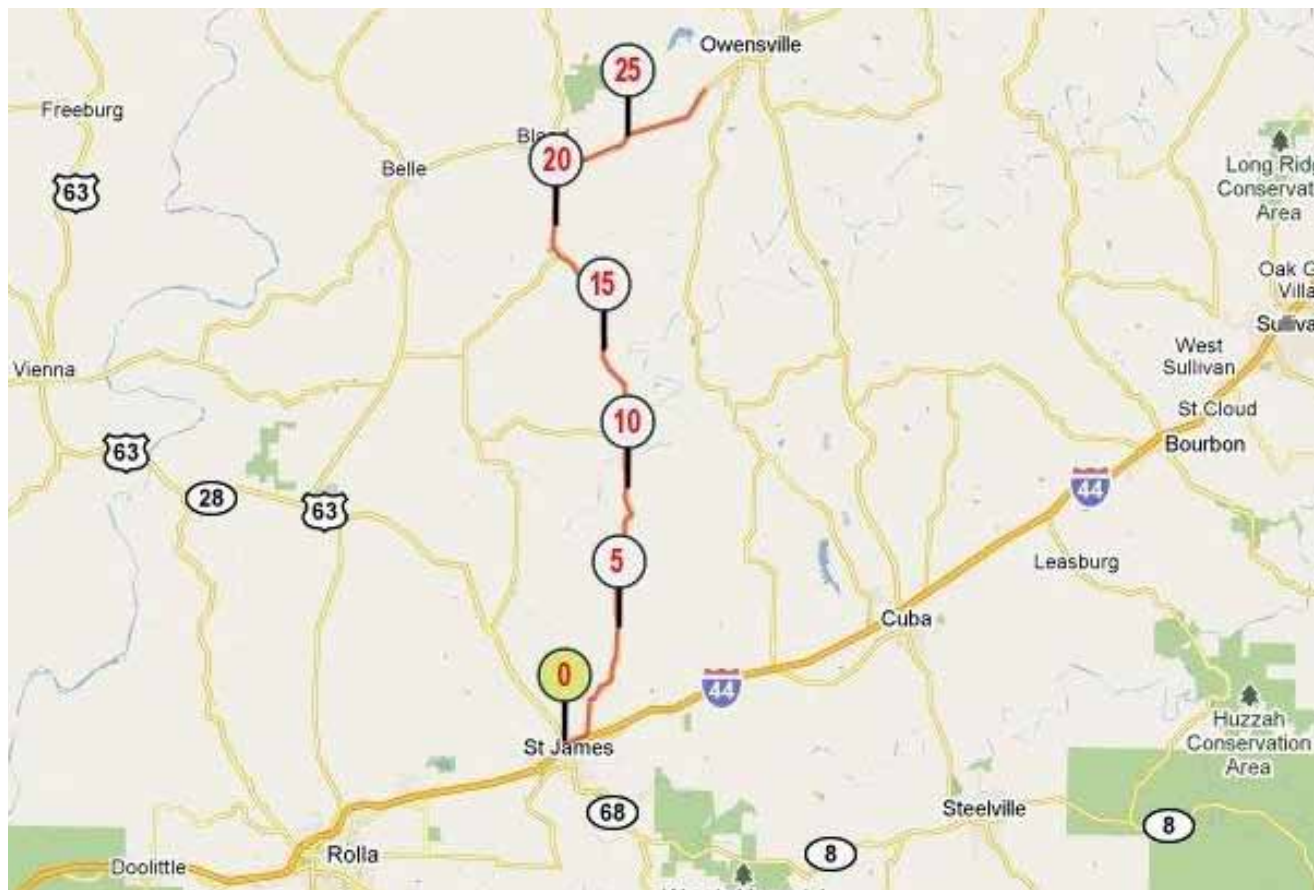 Owensville
25
Freeburg
Belle
20
63
Long Ridg
Conservat
Area
15
Oak G
Villa
Sulliva
West
Sullivan
Vienna
St.Cloud
10
Bourbon
63
28
63
44
5
Leasburg
Cuba
0
44
St James
Huzzah
Conservation
Area
68
Steelville
8
8
Rolla
Doolittle